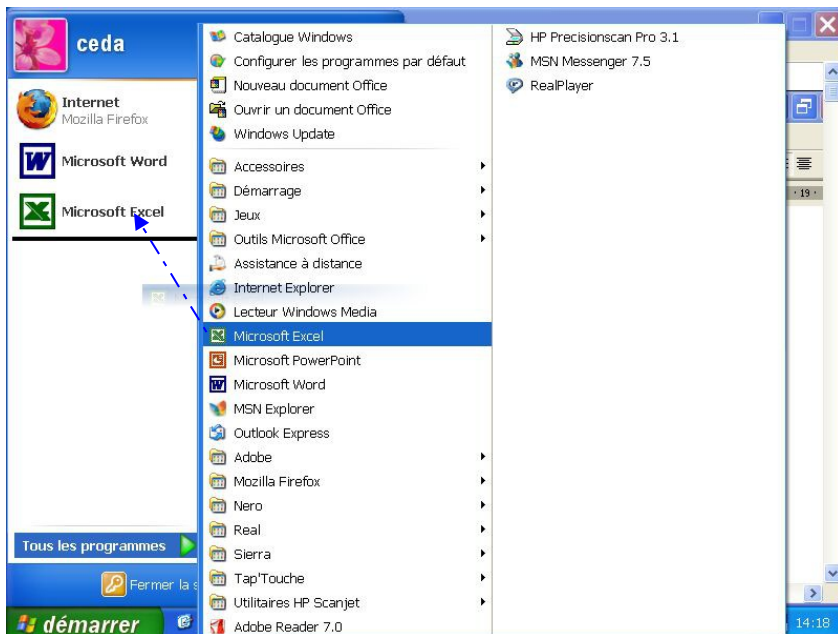 ceda
Internet
Mozilla Firefox
Microsoft Word
Microsoft Excel
Tous les programmes
Fermer la s
démarrer
Catalogue Windows
Configurer les programmes par défaut
Nouveau document Office
Ouvrir un document Office
Windows Update
Accessoires
Démarrage
Jeux
Outils Microsoft Office
Assistance à distance
Internet Explorer
Lecteur Windows Media
Microsoft Excel
Microsoft PowerPoint
Microsoft Word
MSN Explorer
Outlook Express
Adobe
Mozilla Firefox
Nero
Real
Sierra
Tap'Touche
Utilitaires HP Scanjet
Adobe Reader 7.0
HP Precisionscan Pro 3.1
MSN Messenger 7.5
RealPlayer
19
14:18